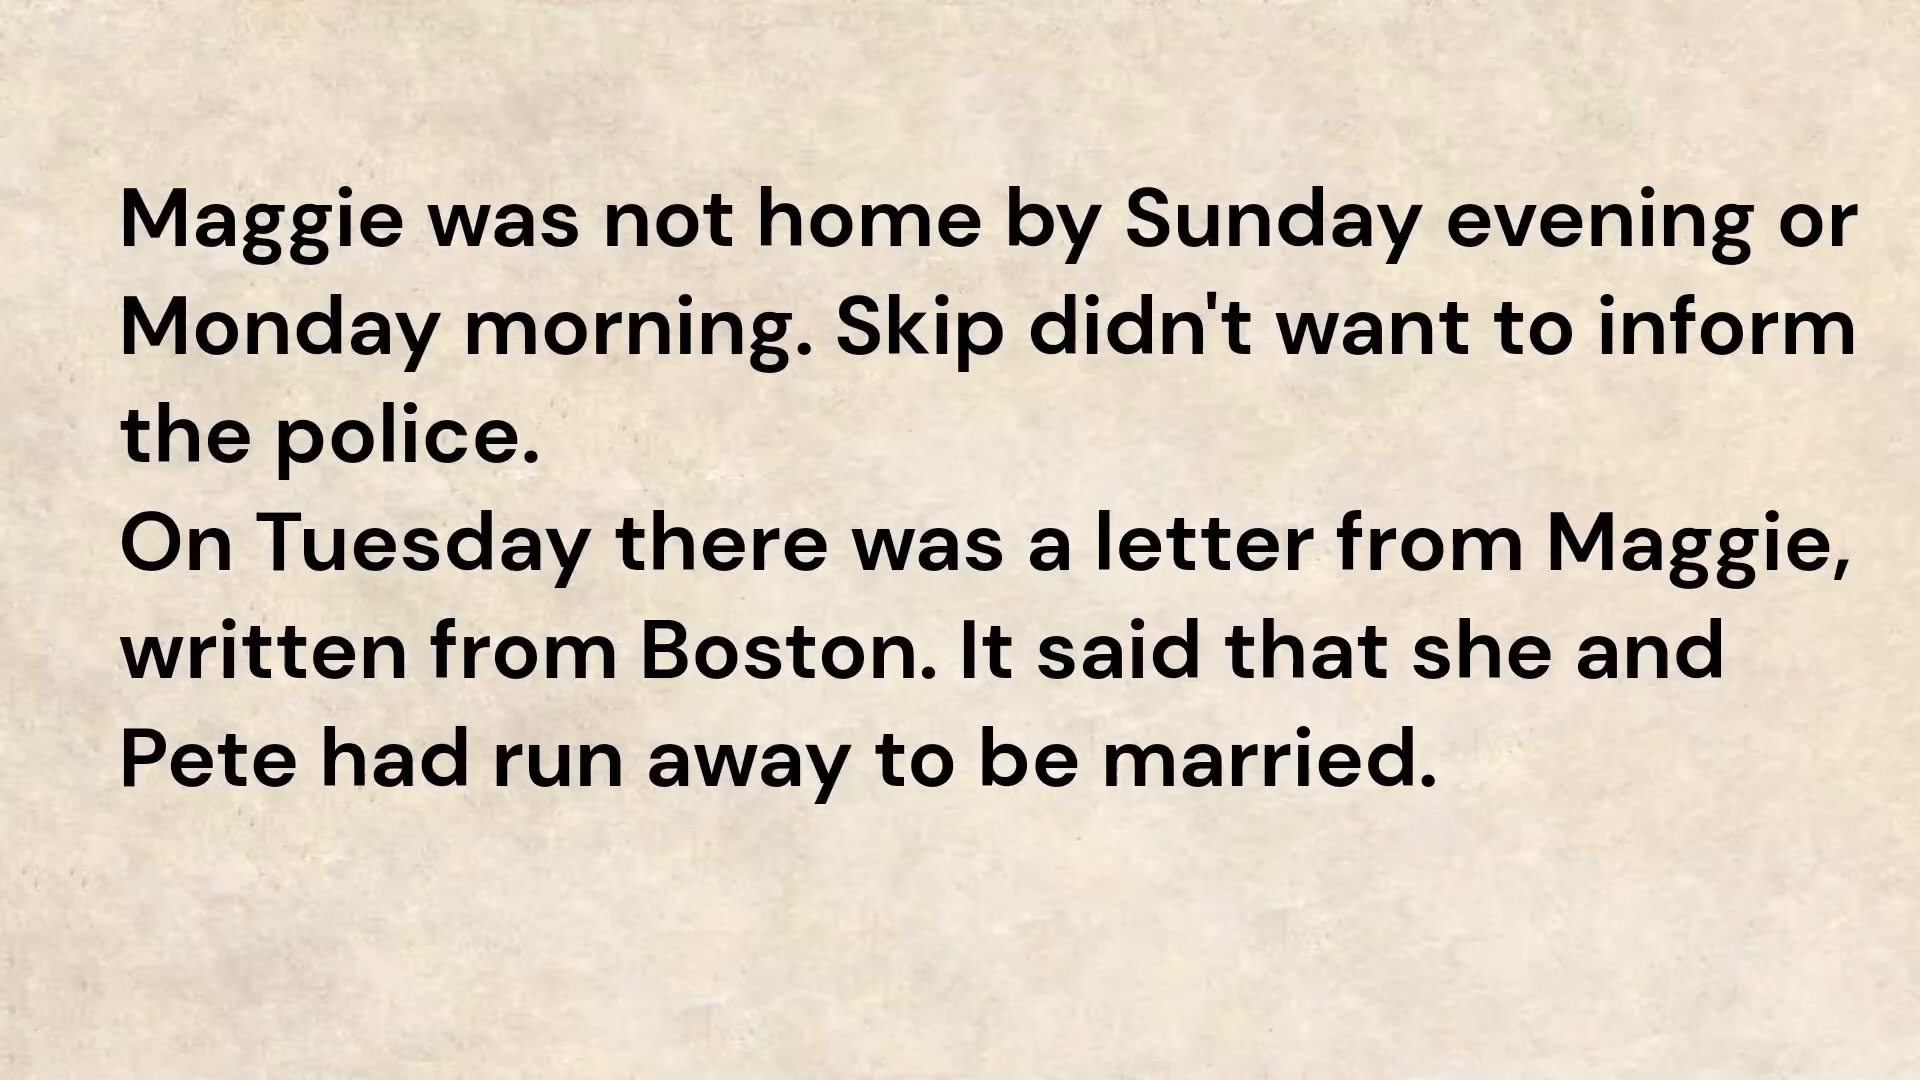 Maggie was not home by Sunday evening or
Monday morning. Skip didn't want to inform
the police.
On Tuesday there was a letter from Maggie,
written from Boston. It said that she and
Pete had run away to be married.